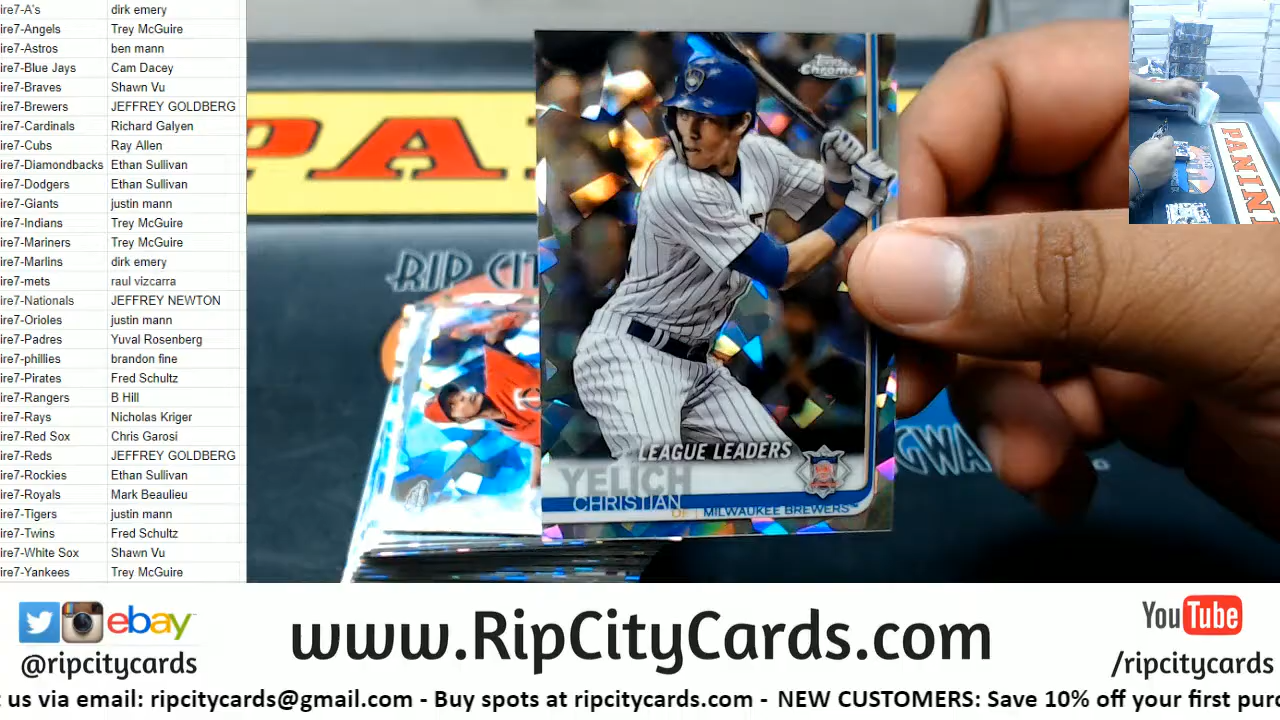 ire7-A's dirk emery
ire7-Angels Trey McGuire
ire7-Astros ben mann
ire7-Blue Jays Cam Dacey
ire7-Braves Shawn Vu
ire7-Brewers JEFFREY GOLDBERG
ire7-Cardinals Richard Galyen
ire7-Cubs Ray Allen
ire7-Diamondbacks Ethan Sullivan
ire7-Dodgers Ethan Sullivan
ire7-Giants justin mann
ire7-Indians Trey McGuire
ire7-Mariners Trey McGuire
ire7-Marlins dirk emery
ire7-mets raul vizcarra
ire7-Nationals JEFFREY NEWTON
ire7-Orioles justin mann
ire7-Padres Yuval Rosenberg
ire7-phillies brandon fine
ire7-Pirates Fred Schultz
ire7-Rangers B Hill
ire7-Rays Nicholas Kriger
ire7-Red Sox Chris Garosi
ire7-Reds JEFFREY GOLDBERG
ire7-Rockies Ethan Sullivan
ire7-Royals Mark Beaulieu
ire7-Tigers justin mann
ire7-Twins Fred Schultz
ire7-White Sox Shawn Vu
ire7-Yankees Trey McGuire
PA
RIP CIT
Topps Chrome
LEAGUE LEADERS
YELICH
CHRISTIAN
OF | MILWAUKEE BREWERS™
GWA
PANINI
ebay
@ripcitycards
www.RipCityCards.com
YouTube
/ripcitycards
t us via email: ripcitycards@gmail.com - Buy spots at ripcitycards.com - NEW CUSTOMERS: Save 10% off your first purc